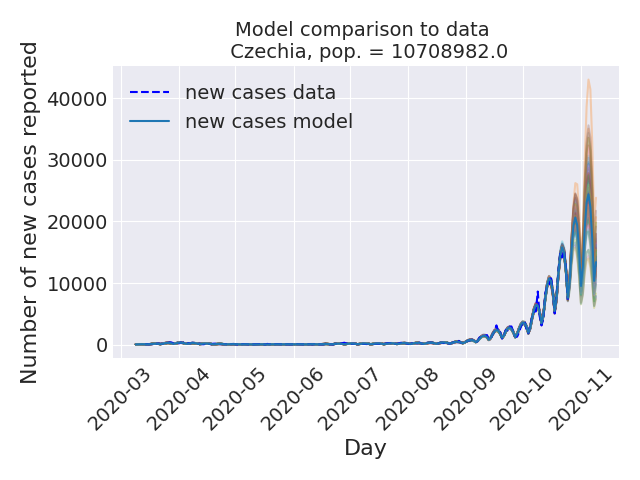 Model comparison to data
Czechia, pop. = 10708982.0
Number of new cases reported
40000
30000
20000
10000
0
new cases data
new cases model
2020-03
2020-04
2020-05
2020-06
2020-07
2020-08
2020-09
2020-10
2020-11
Day